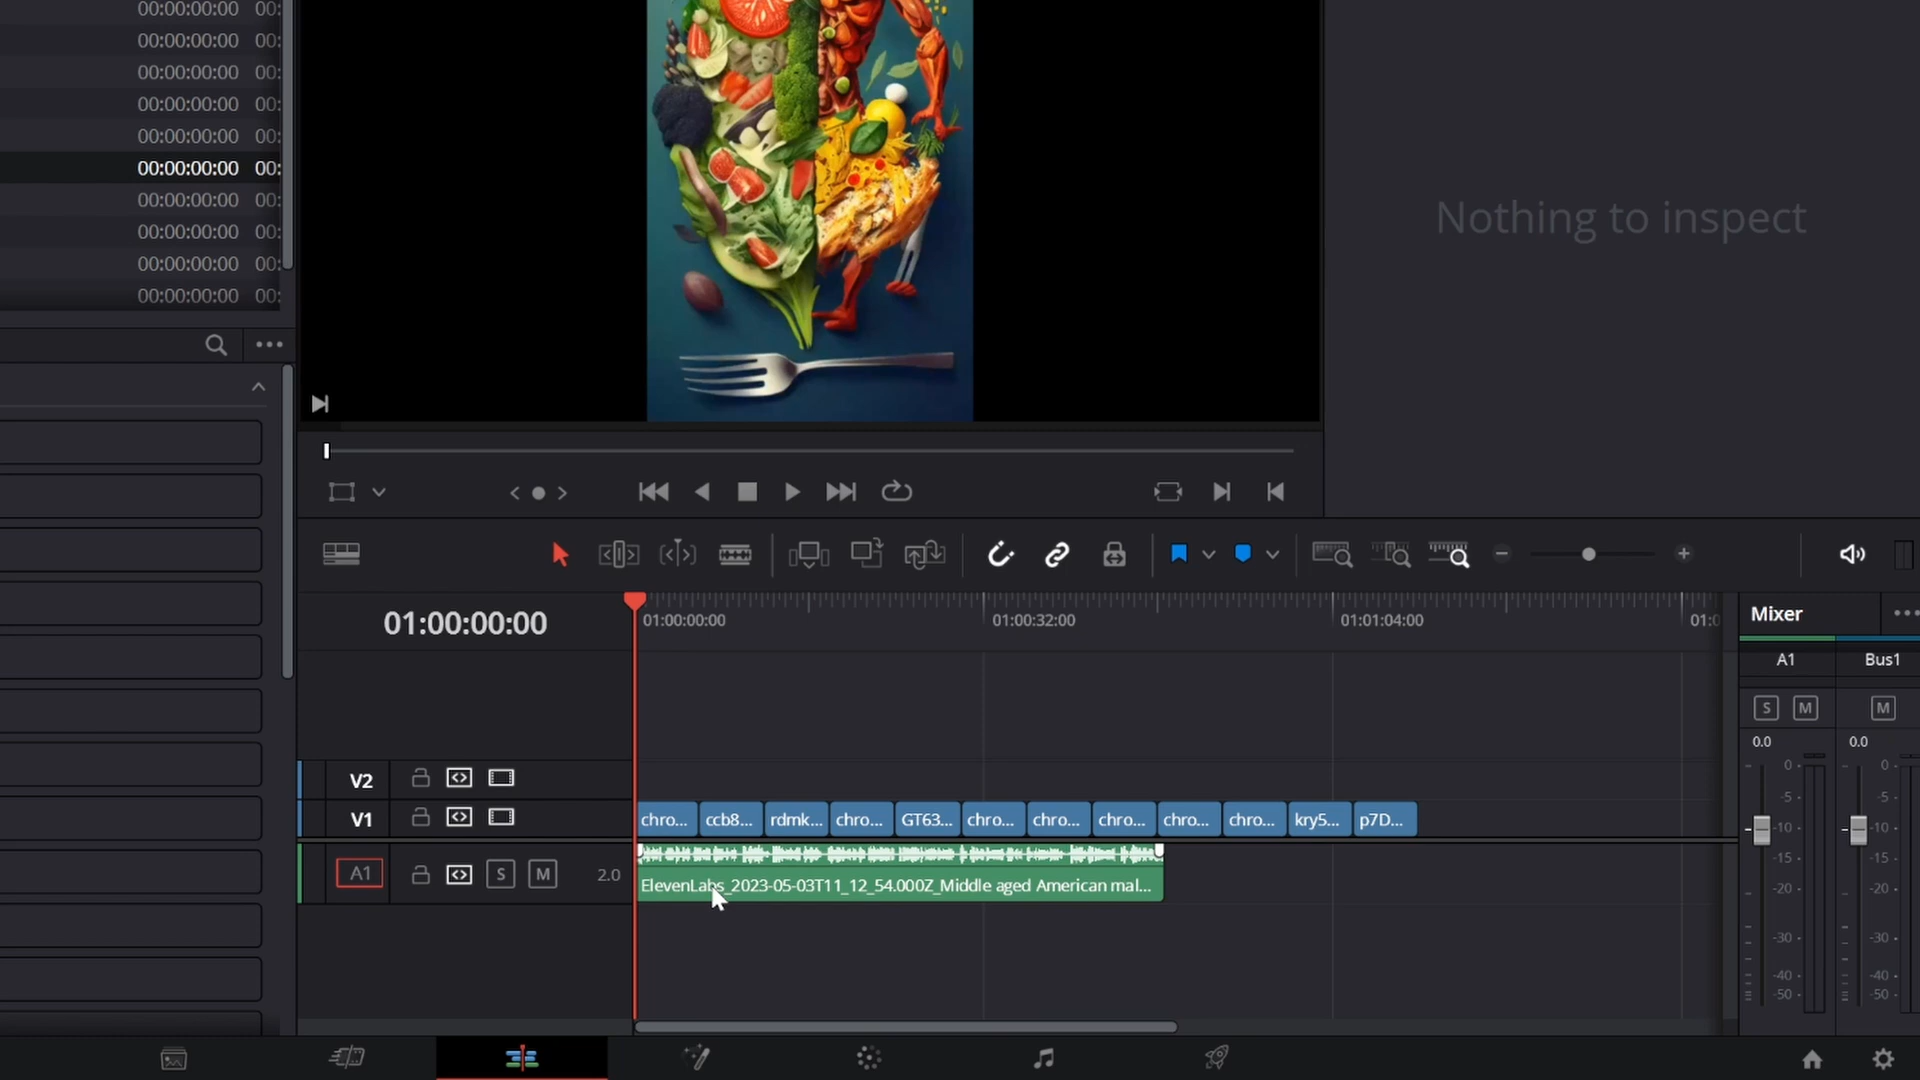 00:00:00:00 00:
00:00:00:00 00:
00:00:00:00 00:
00:00:00:00 00:
00:00:00:00 00:
00:00:00:00 00:
00:00:00:00 00:
00:00:00:00 00:
00:00:00:00 00:
00:00:00:00 00:
Nothing to inspect
01:00:00:00
01:00:00:00
01:00:32:00
01:01:04:00
01:0
Mixer
A1
Bus1
S
M
M
0.0
0.0
0
-5
-10
-15
-20
-30
-40
-50
0
-5
-10
-15
-20
-30
-40
-50
V2
V1
chro...
ccb8...
rdmk...
chro...
GT63...
chro...
chro...
chro...
chro...
chro...
kry5...
p7D...
A1
S
M
2.0
ElevenLabs_2023-05-03T11_12_54.000Z_Middle aged American mal...